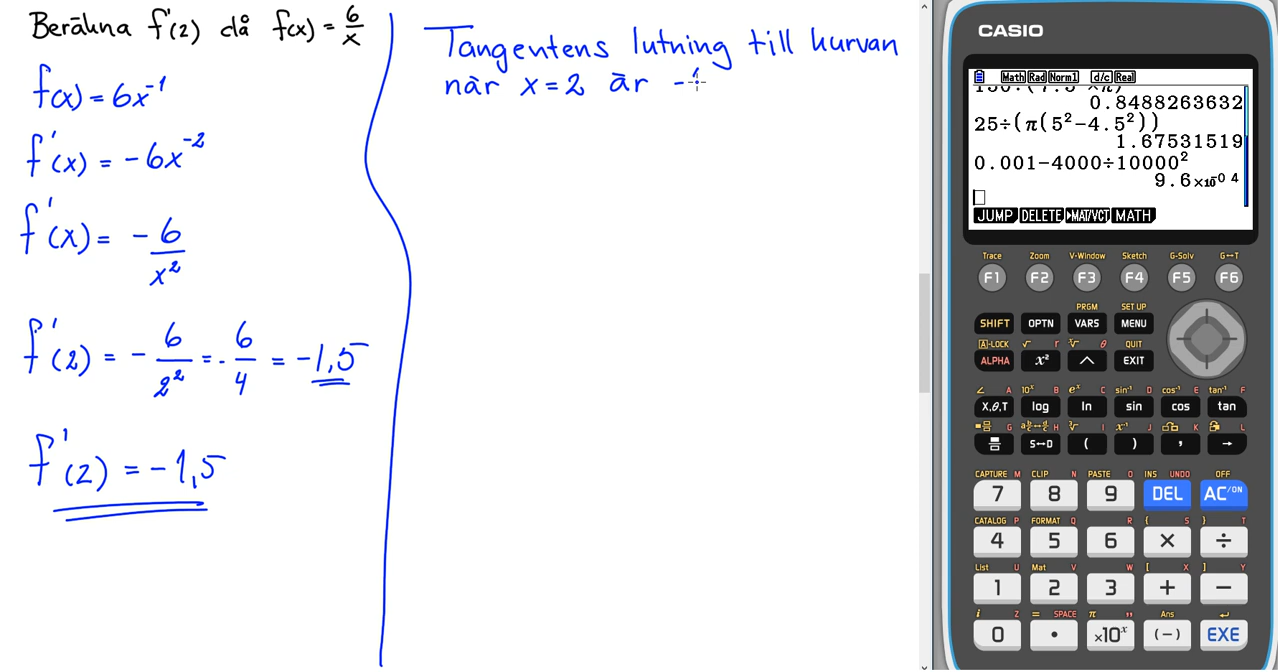 Beräkna f'(2) då f(x) = 6/x
f(x) = 6x⁻¹
f'(x) = -6x⁻²
f'(x) = - 6/x²
f'(2) = - 6/2² = - 6/4 = -1,5
f'(2) = -1,5
Tangentens lutning till kurvan
när x=2 är -1
CASIO
Math Rad Norm1 d/c Real
0.8488263632
25÷(π(5²-4.5²))
1.67531519
0.001-4000÷10000²
9.6×10⁻⁰⁴
JUMP DELETE ▶MAT/VCT MATH
Trace Zoom V-Window Sketch G-Solv G↔T
F1 F2 F3 F4 F5 F6
PRGM SET UP
SHIFT OPTN VARS MENU
A-LOCK √ r ˣ√ θ QUIT
ALPHA x² ^ EXIT
∠ A 10ˣ B eˣ C sin⁻¹ D cos⁻¹ E tan⁻¹ F
X,θ,T log ln sin cos tan
G H ³√ I x⁻¹ J K L
S↔D ( ) , →
CAPTURE M CLIP N PASTE O INS UNDO OFF
7 8 9 DEL AC/ON
CATALOG P FORMAT Q R { S } T
4 5 6 × ÷
List U Mat V W [ X ] Y
1 2 3 + −
i Z = SPACE π " Ans ↵
0 . ×10ˣ (−) EXE